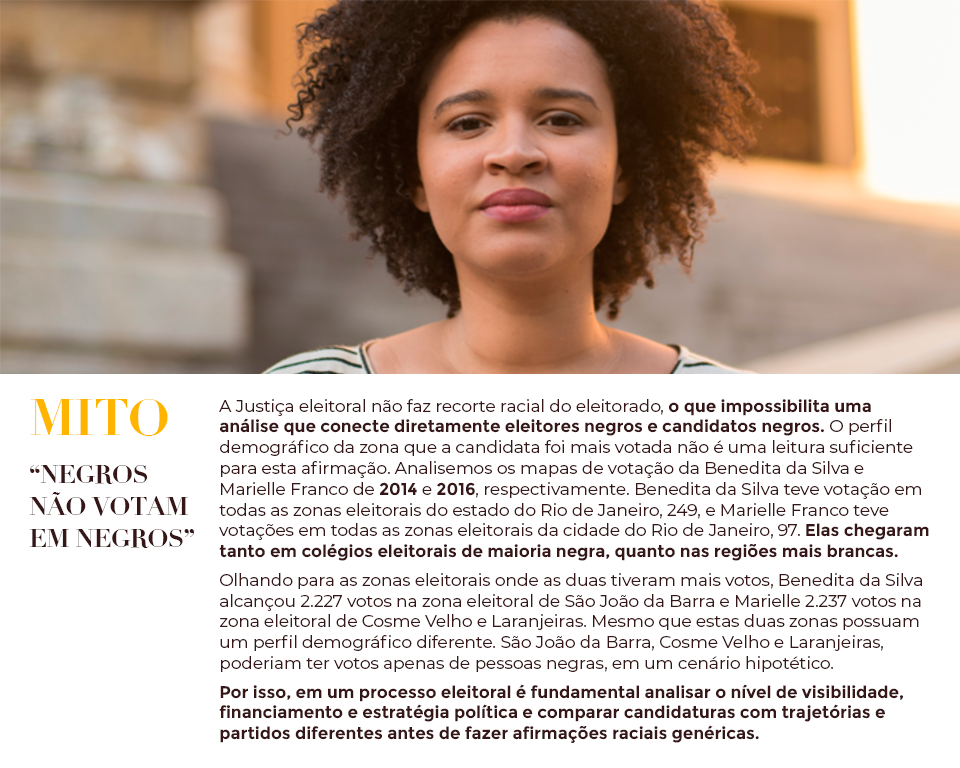 MITO
“NEGROS
NÃO VOTAM
EM NEGROS”
A Justiça eleitoral não faz recorte racial do eleitorado, o que impossibilita uma
análise que conecte diretamente eleitores negros e candidatos negros. O perfil
demográfico da zona que a candidata foi mais votada não é uma leitura suficiente
para esta afirmação. Analisemos os mapas de votação da Benedita da Silva e
Marielle Franco de 2014 e 2016, respectivamente. Benedita da Silva teve votação em
todas as zonas eleitorais do estado do Rio de Janeiro, 249, e Marielle Franco teve
votações em todas as zonas eleitorais da cidade do Rio de Janeiro, 97. Elas chegaram
tanto em colégios eleitorais de maioria negra, quanto nas regiões mais brancas.
Olhando para as zonas eleitorais onde as duas tiveram mais votos, Benedita da Silva
alcançou 2.227 votos na zona eleitoral de São João da Barra e Marielle 2.237 votos na
zona eleitoral de Cosme Velho e Laranjeiras. Mesmo que estas duas zonas possuam
um perfil demográfico diferente. São João da Barra, Cosme Velho e Laranjeiras,
poderiam ter votos apenas de pessoas negras, em um cenário hipotético.
Por isso, em um processo eleitoral é fundamental analisar o nível de visibilidade,
financiamento e estratégia política e comparar candidaturas com trajetórias e
partidos diferentes antes de fazer afirmações raciais genéricas.